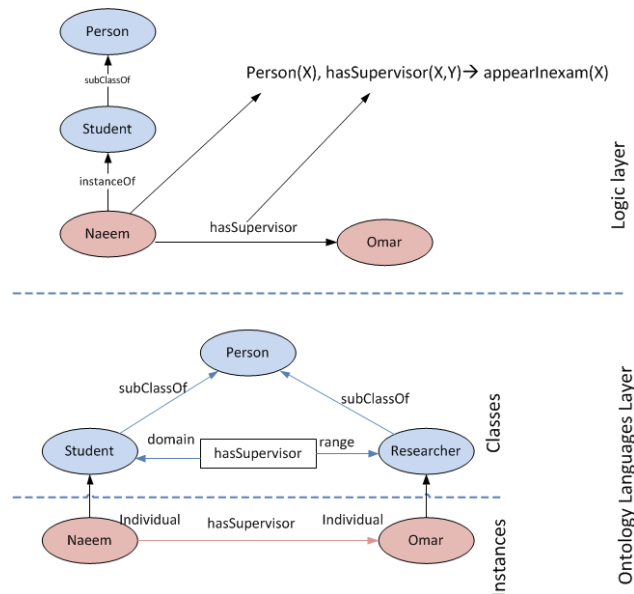 Person
subClassOf
Person(X), hasSupervisor(X,Y)→ appearInexam(X)
Student
instanceOf
Naeem
hasSupervisor
Omar
Logic layer
Person
subClassOf
subClassOf
Student
domain
hasSupervisor
range
Researcher
Classes
Individual
hasSupervisor
Individual
Naeem
Omar
Instances
Ontology Languages Layer